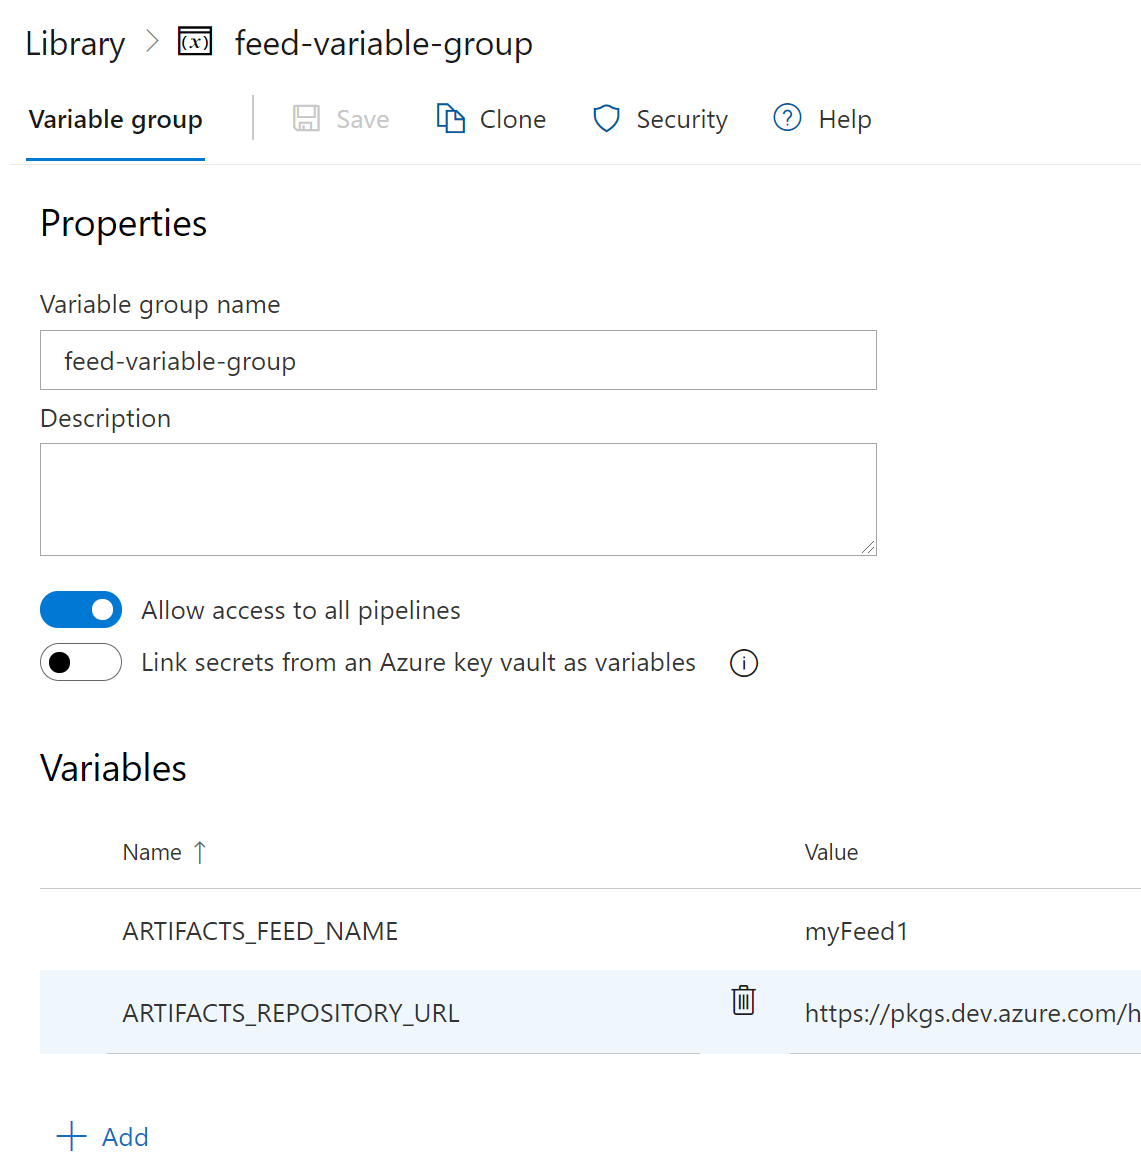 Library > (x) feed-variable-group
Variable group Save Clone Security ? Help
Properties
Variable group name
feed-variable-group
Description
Allow access to all pipelines
Link secrets from an Azure key vault as variables i
Variables
Name ↑ Value
ARTIFACTS_FEED_NAME myFeed1
ARTIFACTS_REPOSITORY_URL https://pkgs.dev.azure.com/h
+ Add